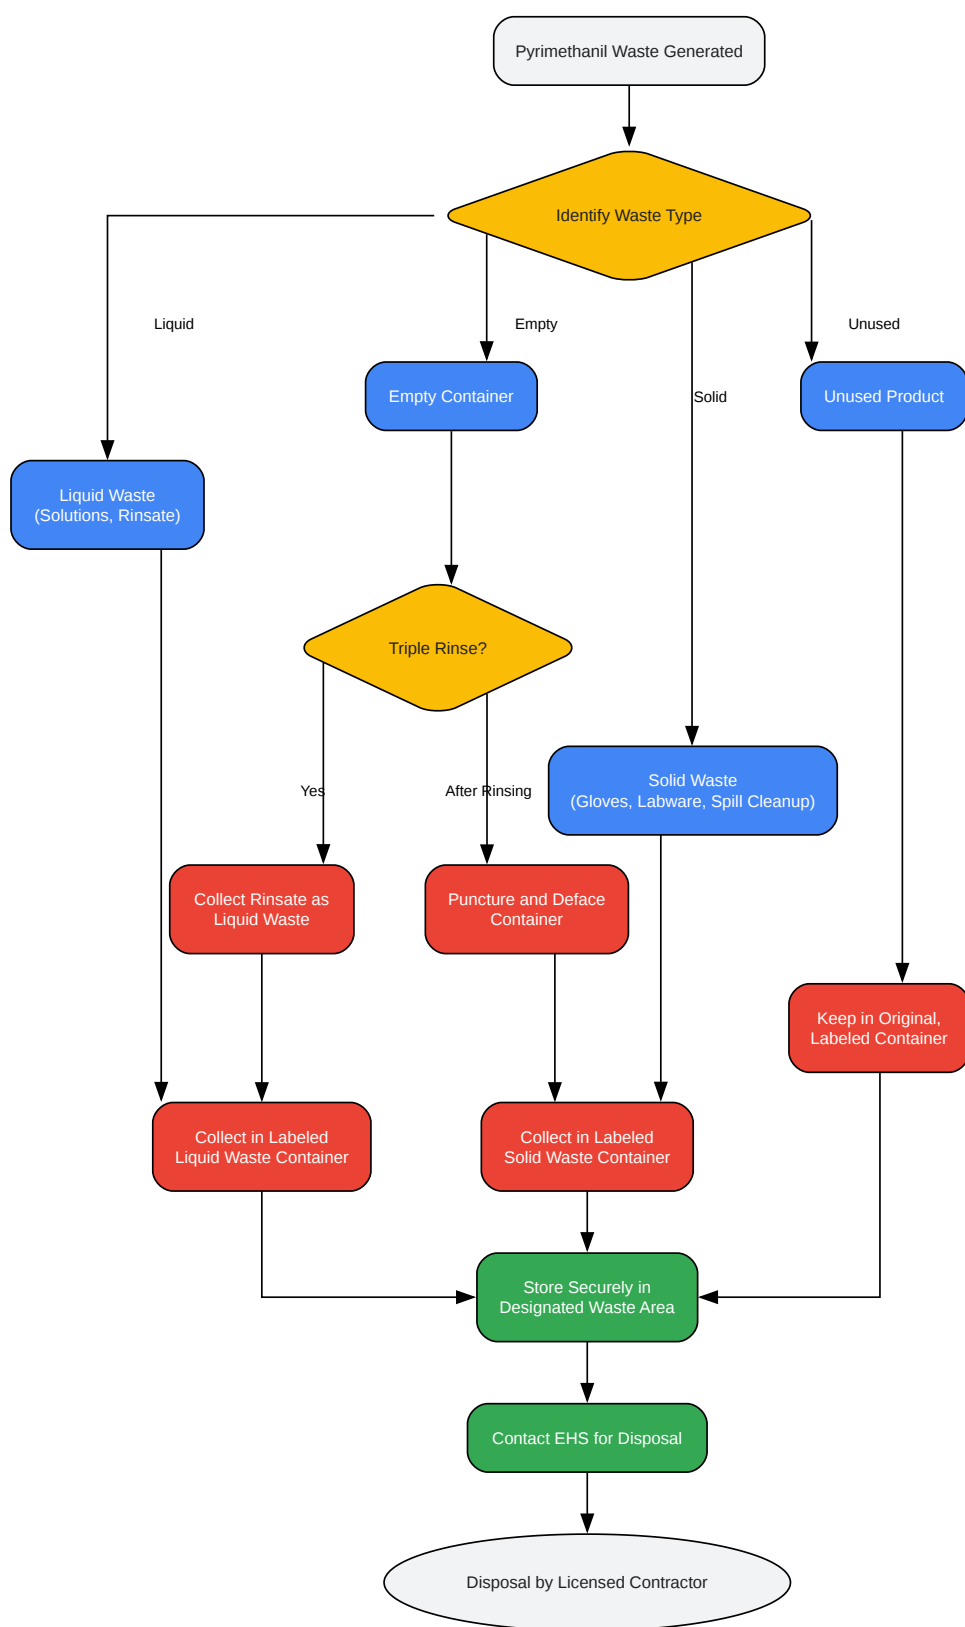 Pyrimethanil Waste Generated
Identify Waste Type
Liquid
Empty
Unused
Empty Container
Solid
Unused Product
Liquid Waste
(Solutions, Rinsate)
Triple Rinse?
Yes
After Rinsing
Solid Waste
(Gloves, Labware, Spill Cleanup)
Collect Rinsate as
Liquid Waste
Puncture and Deface
Container
Keep in Original,
Labeled Container
Collect in Labeled
Liquid Waste Container
Collect in Labeled
Solid Waste Container
Store Securely in
Designated Waste Area
Contact EHS for Disposal
Disposal by Licensed Contractor